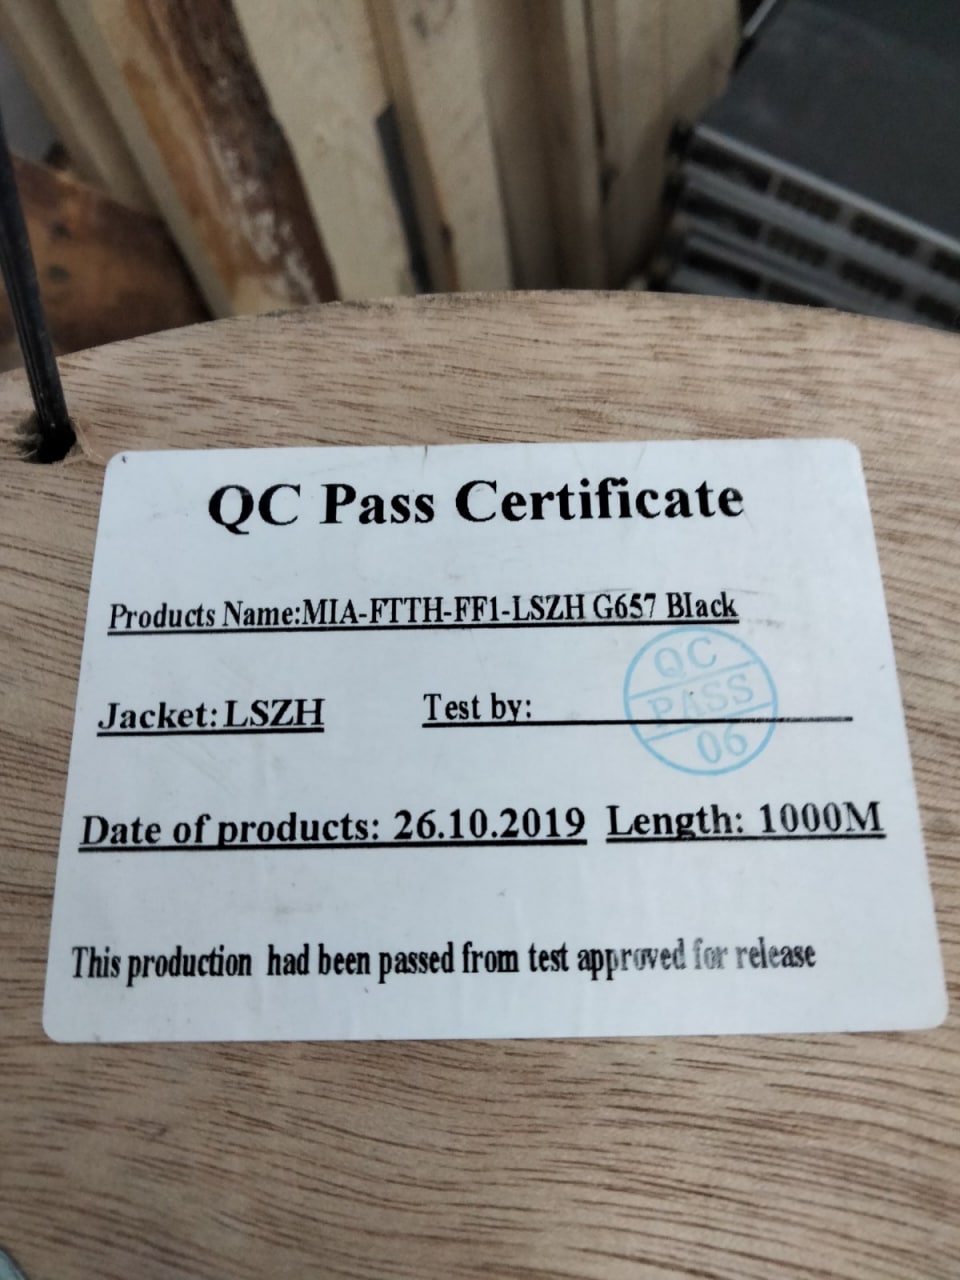 QC Pass Certificate
Products Name:MIA-FTTH-FF1-LSZH G657 BIack
QC
Jacket: LSZH Test by: PASS
06
Date of products: 26.10.2019 Length: 1000M
This production had been passed from test approved for release